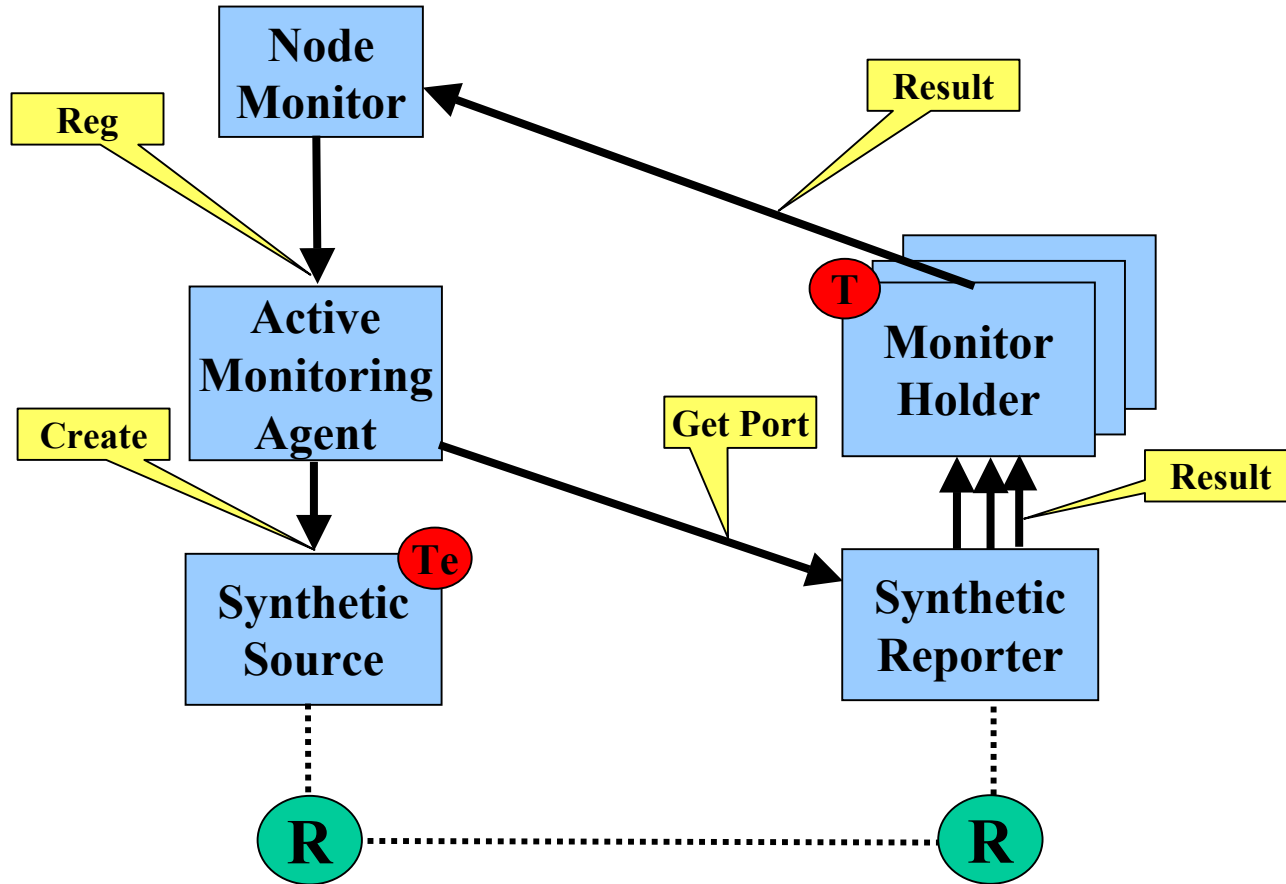 Node
Monitor
Result
Reg
T
Active
Monitoring
Agent
Monitor
Holder
Create
Get Port
Result
Te
Synthetic
Source
Synthetic
Reporter
R
R